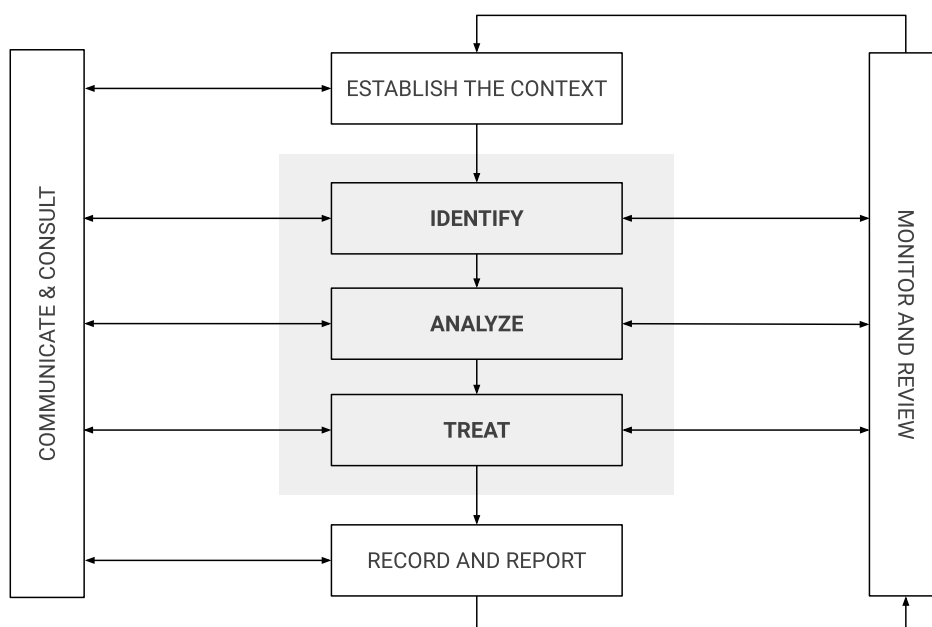 ESTABLISH THE CONTEXT
COMMUNICATE & CONSULT
IDENTIFY
ANALYZE
TREAT
MONITOR AND REVIEW
RECORD AND REPORT